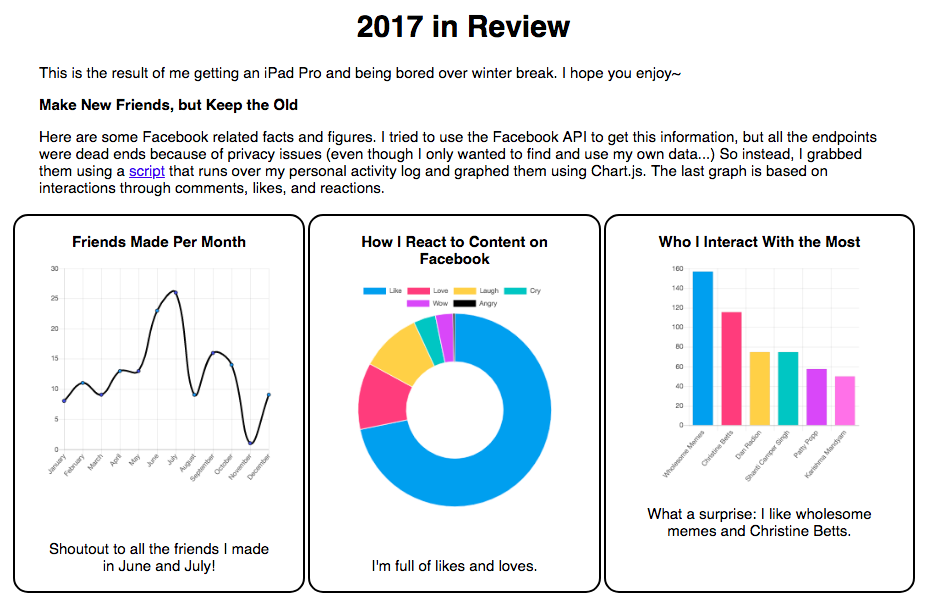 2017 in Review
This is the result of me getting an iPad Pro and being bored over winter break. I hope you enjoy~
Make New Friends, but Keep the Old
Here are some Facebook related facts and figures. I tried to use the Facebook API to get this information, but all the endpoints
were dead ends because of privacy issues (even though I only wanted to find and use my own data...) So instead, I grabbed
them using a script that runs over my personal activity log and graphed them using Chart.js. The last graph is based on
interactions through comments, likes, and reactions.
Friends Made Per Month
30
25
20
15
10
5
0
January
February
March
April
May
June
July
August
September
October
November
December
Shoutout to all the friends I made
in June and July!
How I React to Content on
Facebook
Like Love Laugh Cry
Wow Angry
I'm full of likes and loves.
Who I Interact With the Most
160
140
120
100
80
60
40
20
0
Wholesome Memes
Christine Betts
Dan Radion
Shanti Camper Singh
Patty Popp
Karishma Mandyam
What a surprise: I like wholesome
memes and Christine Betts.